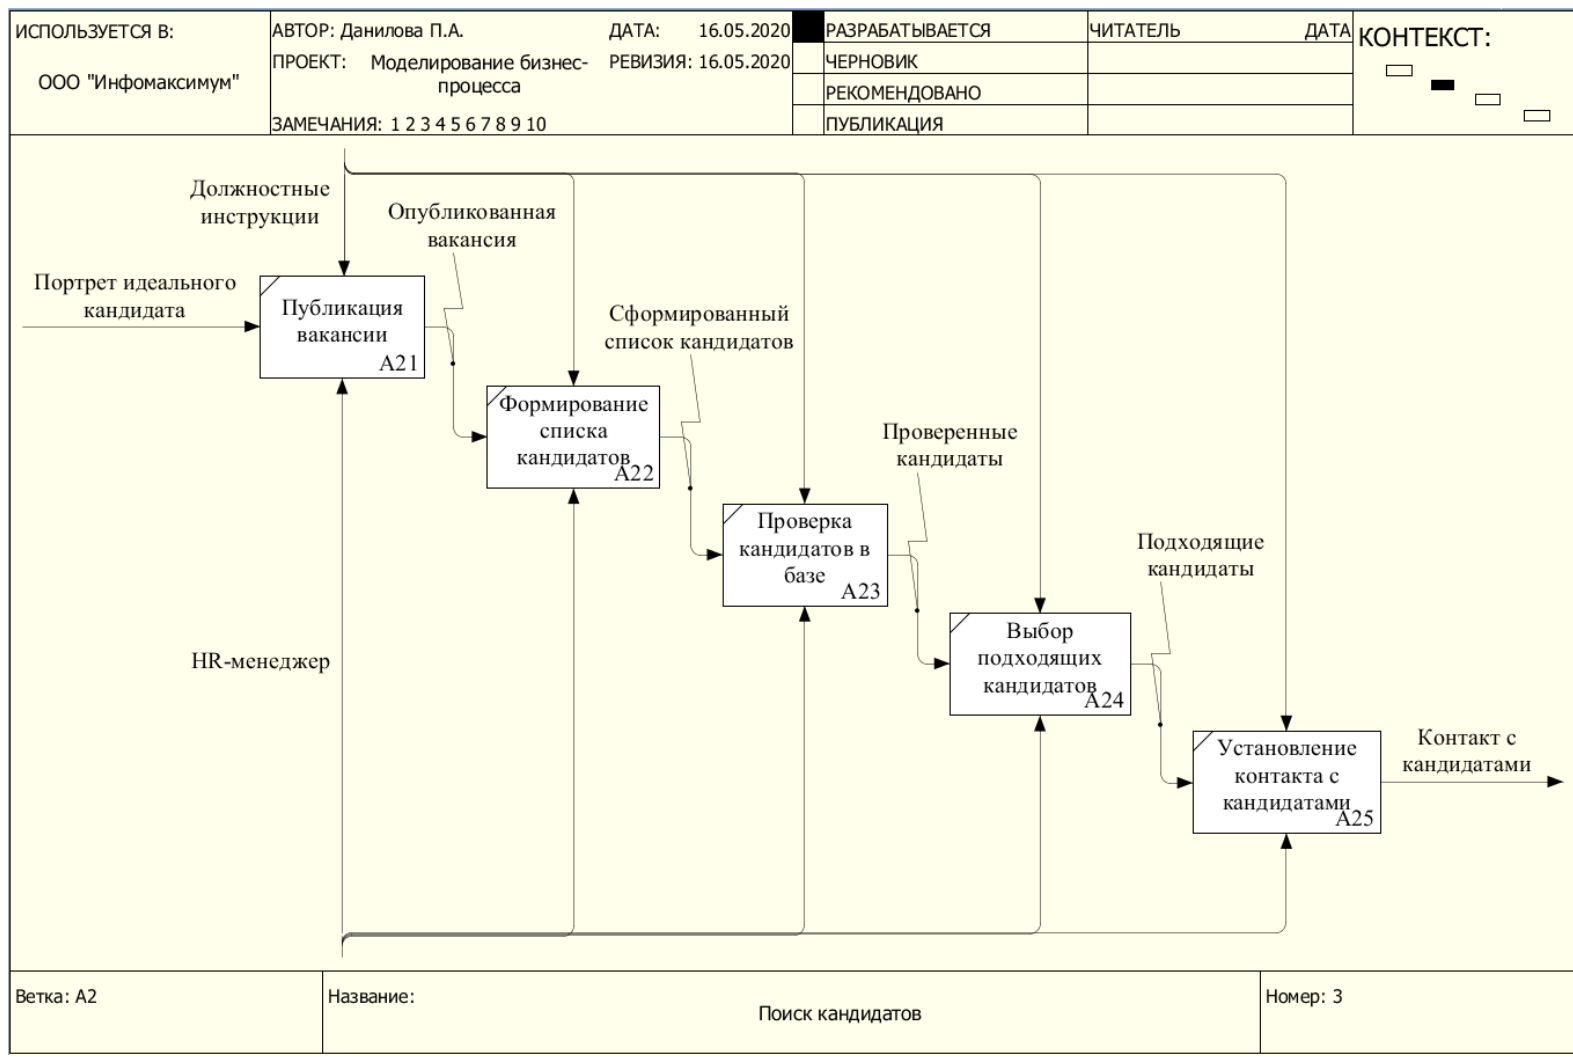 ИСПОЛЬЗУЕТСЯ В:
ООО "Инфомаксимум"
АВТОР: Данилова П.А.
ДАТА: 16.05.2020
ПРОЕКТ: Моделирование бизнес-
процесса
РЕВИЗИЯ: 16.05.2020
ЗАМЕЧАНИЯ: 1 2 3 4 5 6 7 8 9 10
РАЗРАБАТЫВАЕТСЯ
ЧЕРНОВИК
РЕКОМЕНДОВАНО
ПУБЛИКАЦИЯ
ЧИТАТЕЛЬ
ДАТА
КОНТЕКСТ:
Должностные
инструкции
Опубликованная
вакансия
Портрет идеального
кандидата
Публикация
вакансии
A21
Сформированный
список кандидатов
Формирование
списка
кандидатов
A22
Проверенные
кандидаты
Проверка
кандидатов в
базе
A23
Подходящие
кандидаты
Выбор
подходящих
кандидатов
A24
HR-менеджер
Установление
контакта с
кандидатами
A25
Контакт с
кандидатами
Ветка: A2
Название:
Поиск кандидатов
Номер: 3